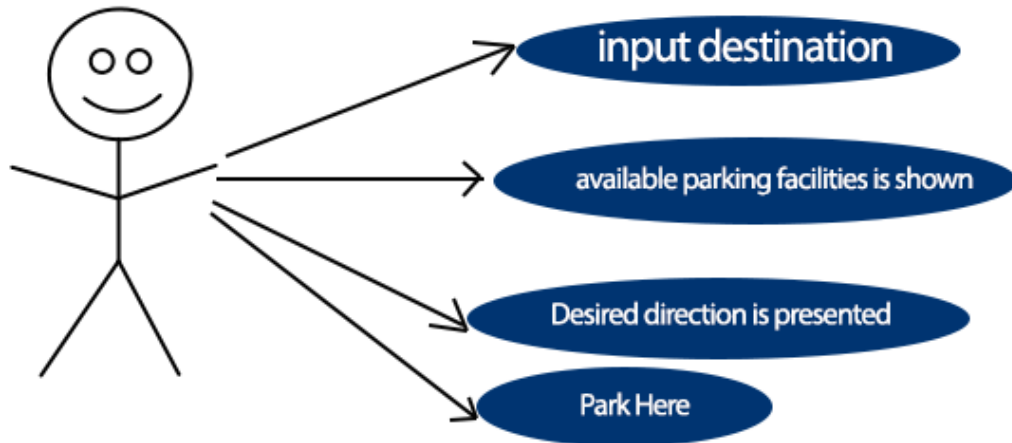 input destination
available parking facilities is shown
Desired direction is presented
Park Here